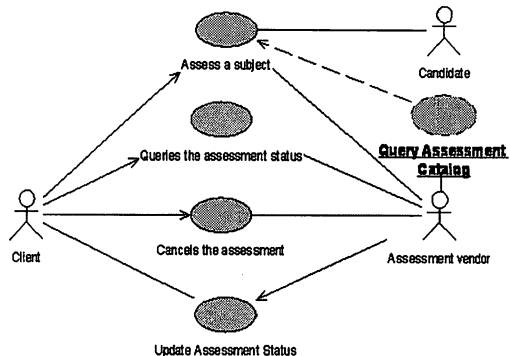 Candidate
Assess a subject
Query Assessment
Catalog
Queries the assessment status
Client
Cancels the assessment
Assessment vendor
Update Assessment Status